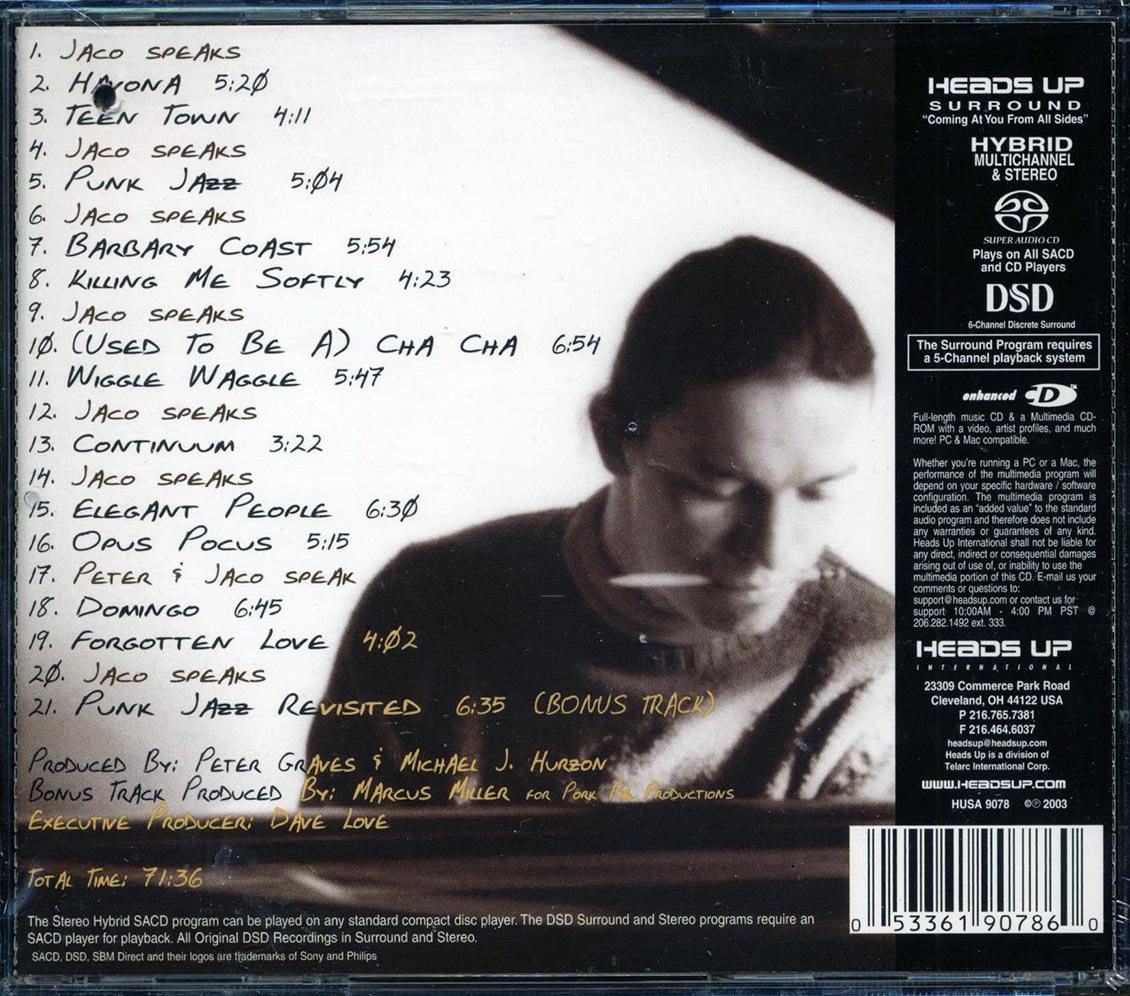 1. JACO SPEAKS
2. HAVONA 5:20
3. TEEN TOWN 4:11
4. JACO SPEAKS
5. PUNK JAZZ 5:04
6. JACO SPEAKS
7. BARBARY COAST 5:54
8. KILLING ME SOFTLY 4:23
9. JACO SPEAKS
10. (USED TO BE A) CHA CHA 6:54
11. WIGGLE WAGGLE 5:47
12. JACO SPEAKS
13. CONTINUUM 3:22
14. JACO SPEAKS
15. ELEGANT PEOPLE 6:30
16. OPUS POCUS 5:15
17. PETER & JACO SPEAK
18. DOMINGO 6:45
19. FORGOTTEN LOVE 4:02
20. JACO SPEAKS
21. PUNK JAZZ REVISITED 6:35 (BONUS TRACK)
PRODUCED BY: PETER GRAVES & MICHAEL J. HURZON
BONUS TRACK PRODUCED BY: MARCUS MILLER FOR PORK PIE PRODUCTIONS
EXECUTIVE PRODUCER: DAVE LOVE
TOTAL TIME: 71:36
The Stereo Hybrid SACD program can be played on any standard compact disc player. The DSD Surround and Stereo programs require an
SACD player for playback. All Original DSD Recordings in Surround and Stereo.
SACD, DSD, SBM Direct and their logos are trademarks of Sony and Philips
HEADS UP
SURROUND
"Coming At You From All Sides"
HYBRID
MULTICHANNEL
& STEREO
SUPER AUDIO CD
Plays on All SACD
and CD Players
DSD
6-Channel Discrete Surround
The Surround Program requires
a 5-Channel playback system
enhanced CD™
Full-length music CD & a Multimedia CD-
ROM with a video, artist profiles, and much
more! PC & Mac compatible.
Whether you're running a PC or a Mac, the
performance of the multimedia program will
depend on your specific hardware / software
configuration. The multimedia program is
included as an "added value" to the standard
audio program and therefore does not include
any warranties or guarantees of any kind.
Heads Up International shall not be liable for
any direct, indirect or consequential damages
arising out of use of, or inability to use the
multimedia portion of this CD. E-mail us your
comments or questions to:
support@headsup.com or contact us for
support 10:00AM - 4:00 PM PST @
206.282.1492 ext. 333.
HEADS UP
INTERNATIONAL
23309 Commerce Park Road
Cleveland, OH 44122 USA
P 216.765.7381
F 216.464.6037
headsup@headsup.com
Heads Up is a division of
Telarc International Corp.
www.HEADSUP.COM
HUSA 9078 ©℗ 2003
0 53361 90786 0